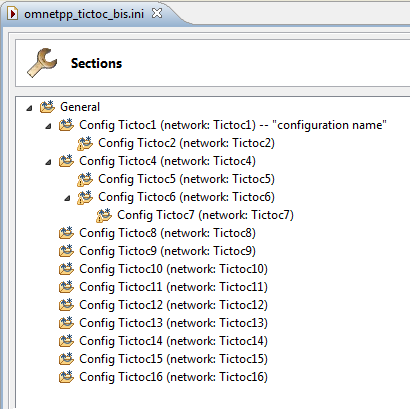 omnetpp_tictoc_bis.ini
Sections
General
Config Tictoc1 (network: Tictoc1) -- "configuration name"
Config Tictoc2 (network: Tictoc2)
Config Tictoc4 (network: Tictoc4)
Config Tictoc5 (network: Tictoc5)
Config Tictoc6 (network: Tictoc6)
Config Tictoc7 (network: Tictoc7)
Config Tictoc8 (network: Tictoc8)
Config Tictoc9 (network: Tictoc9)
Config Tictoc10 (network: Tictoc10)
Config Tictoc11 (network: Tictoc11)
Config Tictoc12 (network: Tictoc12)
Config Tictoc13 (network: Tictoc13)
Config Tictoc14 (network: Tictoc14)
Config Tictoc15 (network: Tictoc15)
Config Tictoc16 (network: Tictoc16)